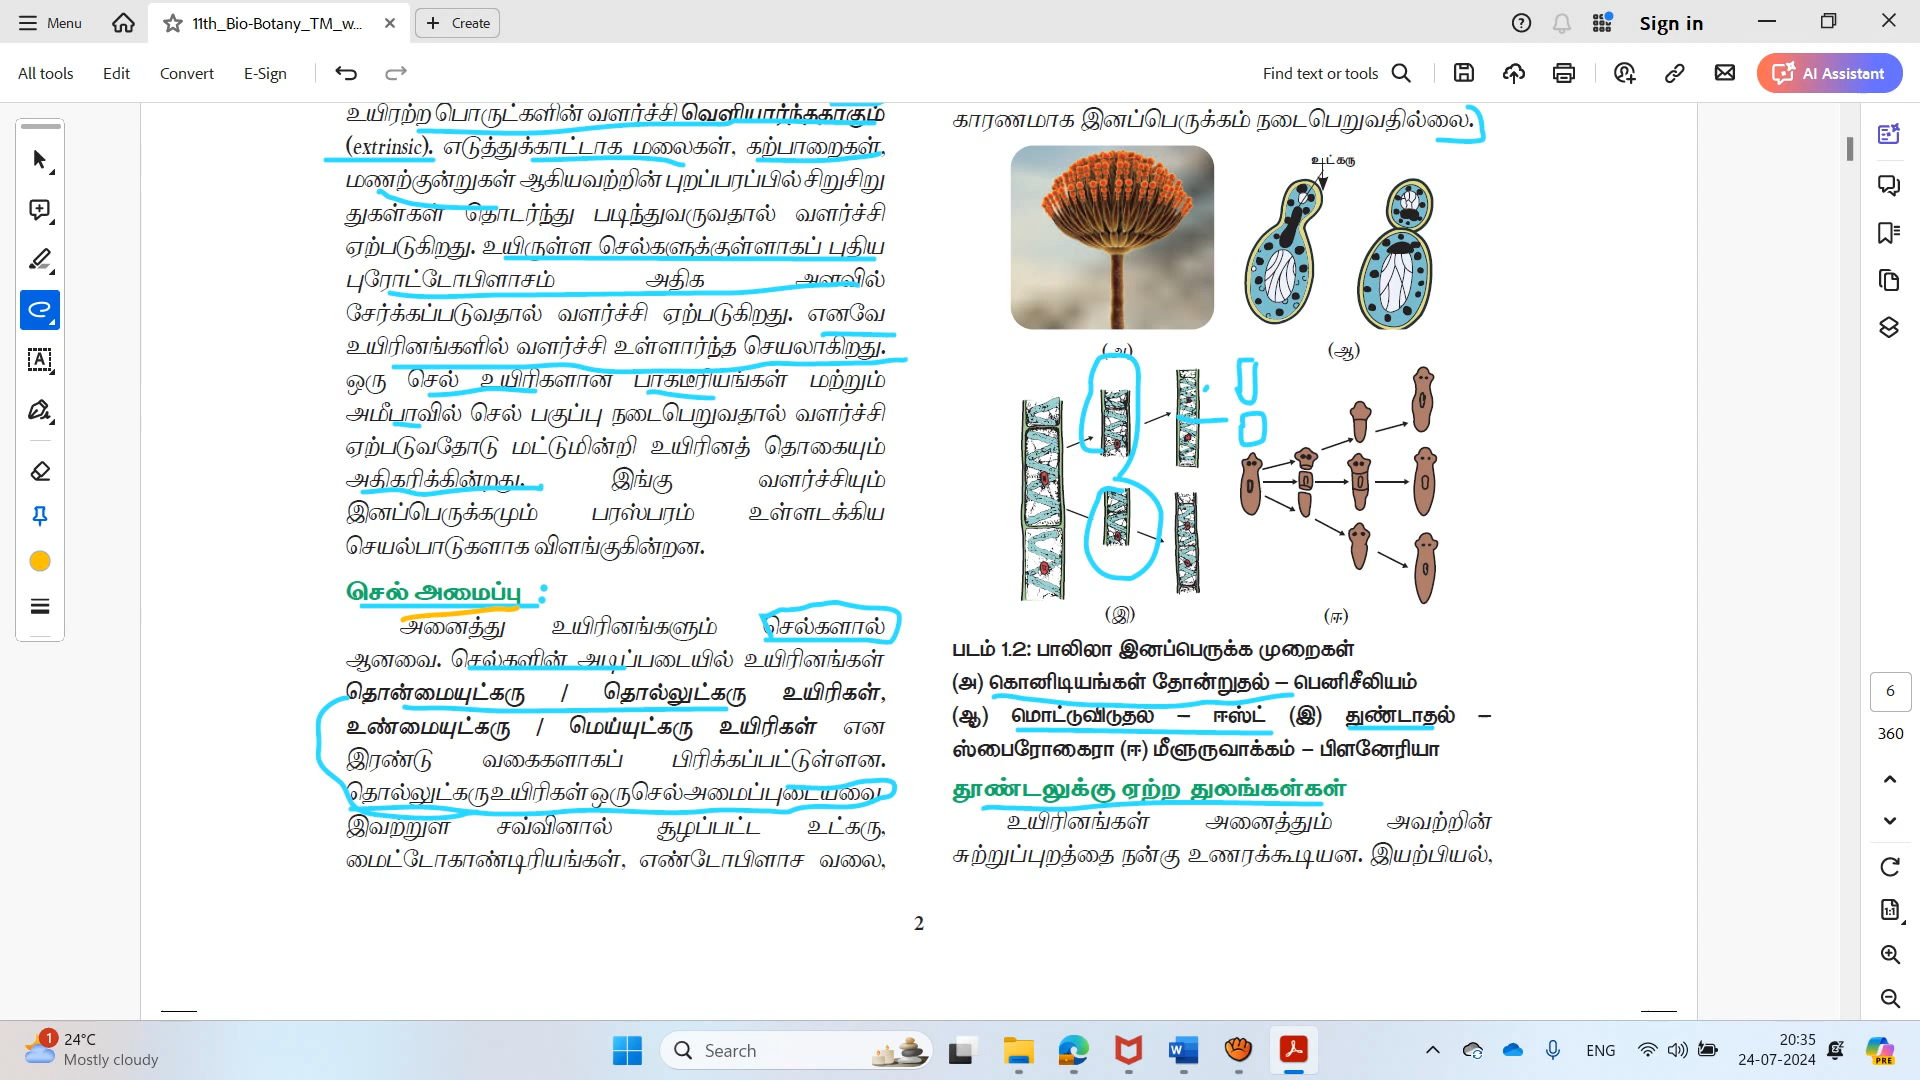 Menu
11th_Bio-Botany_TM_w...
Create
Sign in
All tools
Edit
Convert
E-Sign
Find text or tools
AI Assistant
உயிரற்ற பொருட்களின் வளர்ச்சி வெளியார்ந்ததாகும்
(extrinsic). எடுத்துக்காட்டாக மலைகள், கற்பாறைகள்,
மணற்குன்றுகள் ஆகியவற்றின் புறப்பரப்பில் சிறுசிறு
துகள்கள் தொடர்ந்து படிந்துவருவதால் வளர்ச்சி
ஏற்படுகிறது. உயிருள்ள செல்களுக்குள்ளாகப் புதிய
புரோட்டோபிளாசம் அதிக அளவில்
சேர்க்கப்படுவதால் வளர்ச்சி ஏற்படுகிறது. எனவே
உயிரினங்களில் வளர்ச்சி உள்ளார்ந்த செயலாகிறது.
ஒரு செல் உயிரிகளான பாக்டீரியங்கள் மற்றும்
அமீபாவில் செல் பகுப்பு நடைபெறுவதால் வளர்ச்சி
ஏற்படுவதோடு மட்டுமின்றி உயிரினத் தொகையும்
அதிகரிக்கின்றது. இங்கு வளர்ச்சியும்
இனப்பெருக்கமும் பரஸ்பரம் உள்ளடக்கிய
செயல்பாடுகளாக விளங்குகின்றன.
செல் அமைப்பு :
அனைத்து உயிரினங்களும் செல்களால்
ஆனவை. செல்களின் அடிப்படையில் உயிரினங்கள்
தொன்மையுட்கரு / தொல்லுட்கரு உயிரிகள்,
உண்மையுட்கரு / மெய்யுட்கரு உயிரிகள் என
இரண்டு வகைகளாகப் பிரிக்கப்பட்டுள்ளன.
தொல்லுட்கரு உயிரிகள் ஒரு செல் அமைப்புடையவை.
இவற்றுள் சவ்வினால் சூழப்பட்ட உட்கரு,
மைட்டோகாண்டிரியங்கள், எண்டோபிளாச வலை,
காரணமாக இனப்பெருக்கம் நடைபெறுவதில்லை.
உட்கரு
(அ)
(ஆ)
(இ)
(ஈ)
படம் 1.2: பாலிலா இனப்பெருக்க முறைகள்
(அ) கொனிடியங்கள் தோன்றுதல் – பெனிசீலியம்
(ஆ) மொட்டுவிடுதல் – ஈஸ்ட் (இ) துண்டாதல் –
ஸ்பைரோகைரா (ஈ) மீளுருவாக்கம் – பிளனேரியா
தூண்டலுக்கு ஏற்ற துலங்கள்கள்
உயிரினங்கள் அனைத்தும் அவற்றின்
சுற்றுப்புறத்தை நன்கு உணரக்கூடியன. இயற்பியல்,
2
6
360
1
24°C
Mostly cloudy
Search
ENG
20:35
24-07-2024